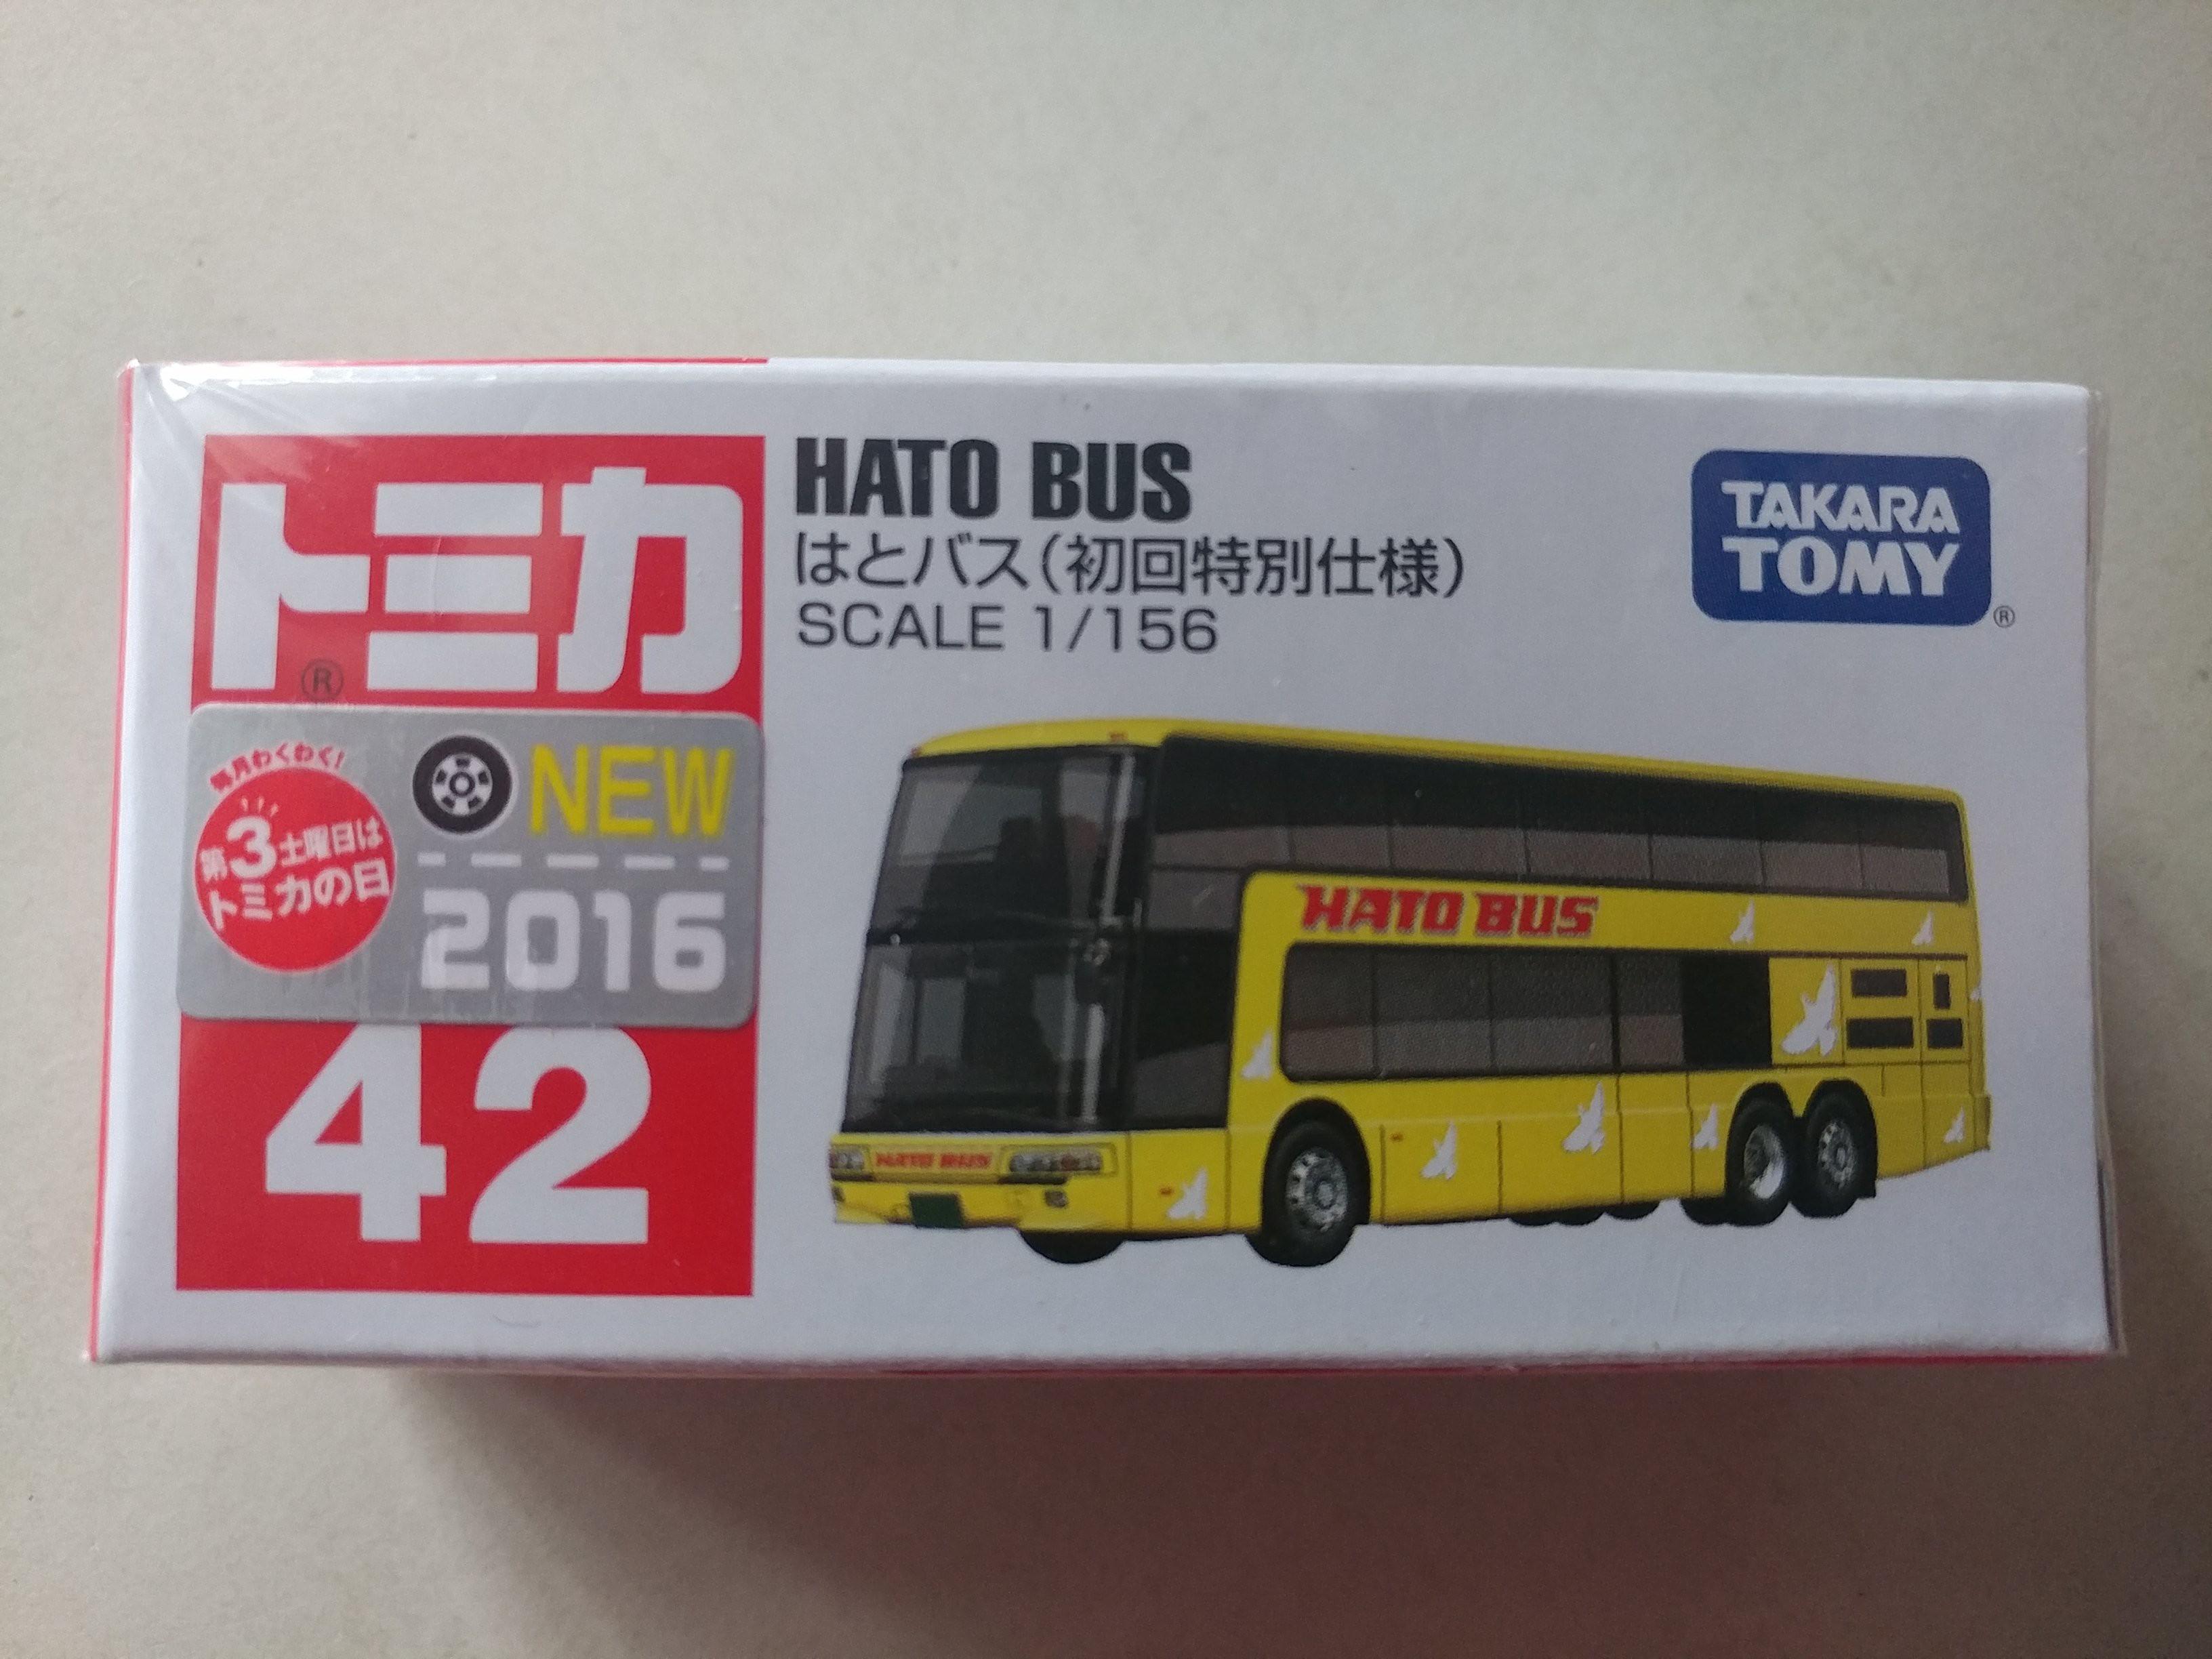 トミカ
®
毎月わくわく!
第3土曜日は
トミカの日
NEW
2016
42
HATO BUS
はとバス(初回特別仕様)
SCALE 1/156
TAKARA
TOMY
®
HATO BUS
HATO BUS